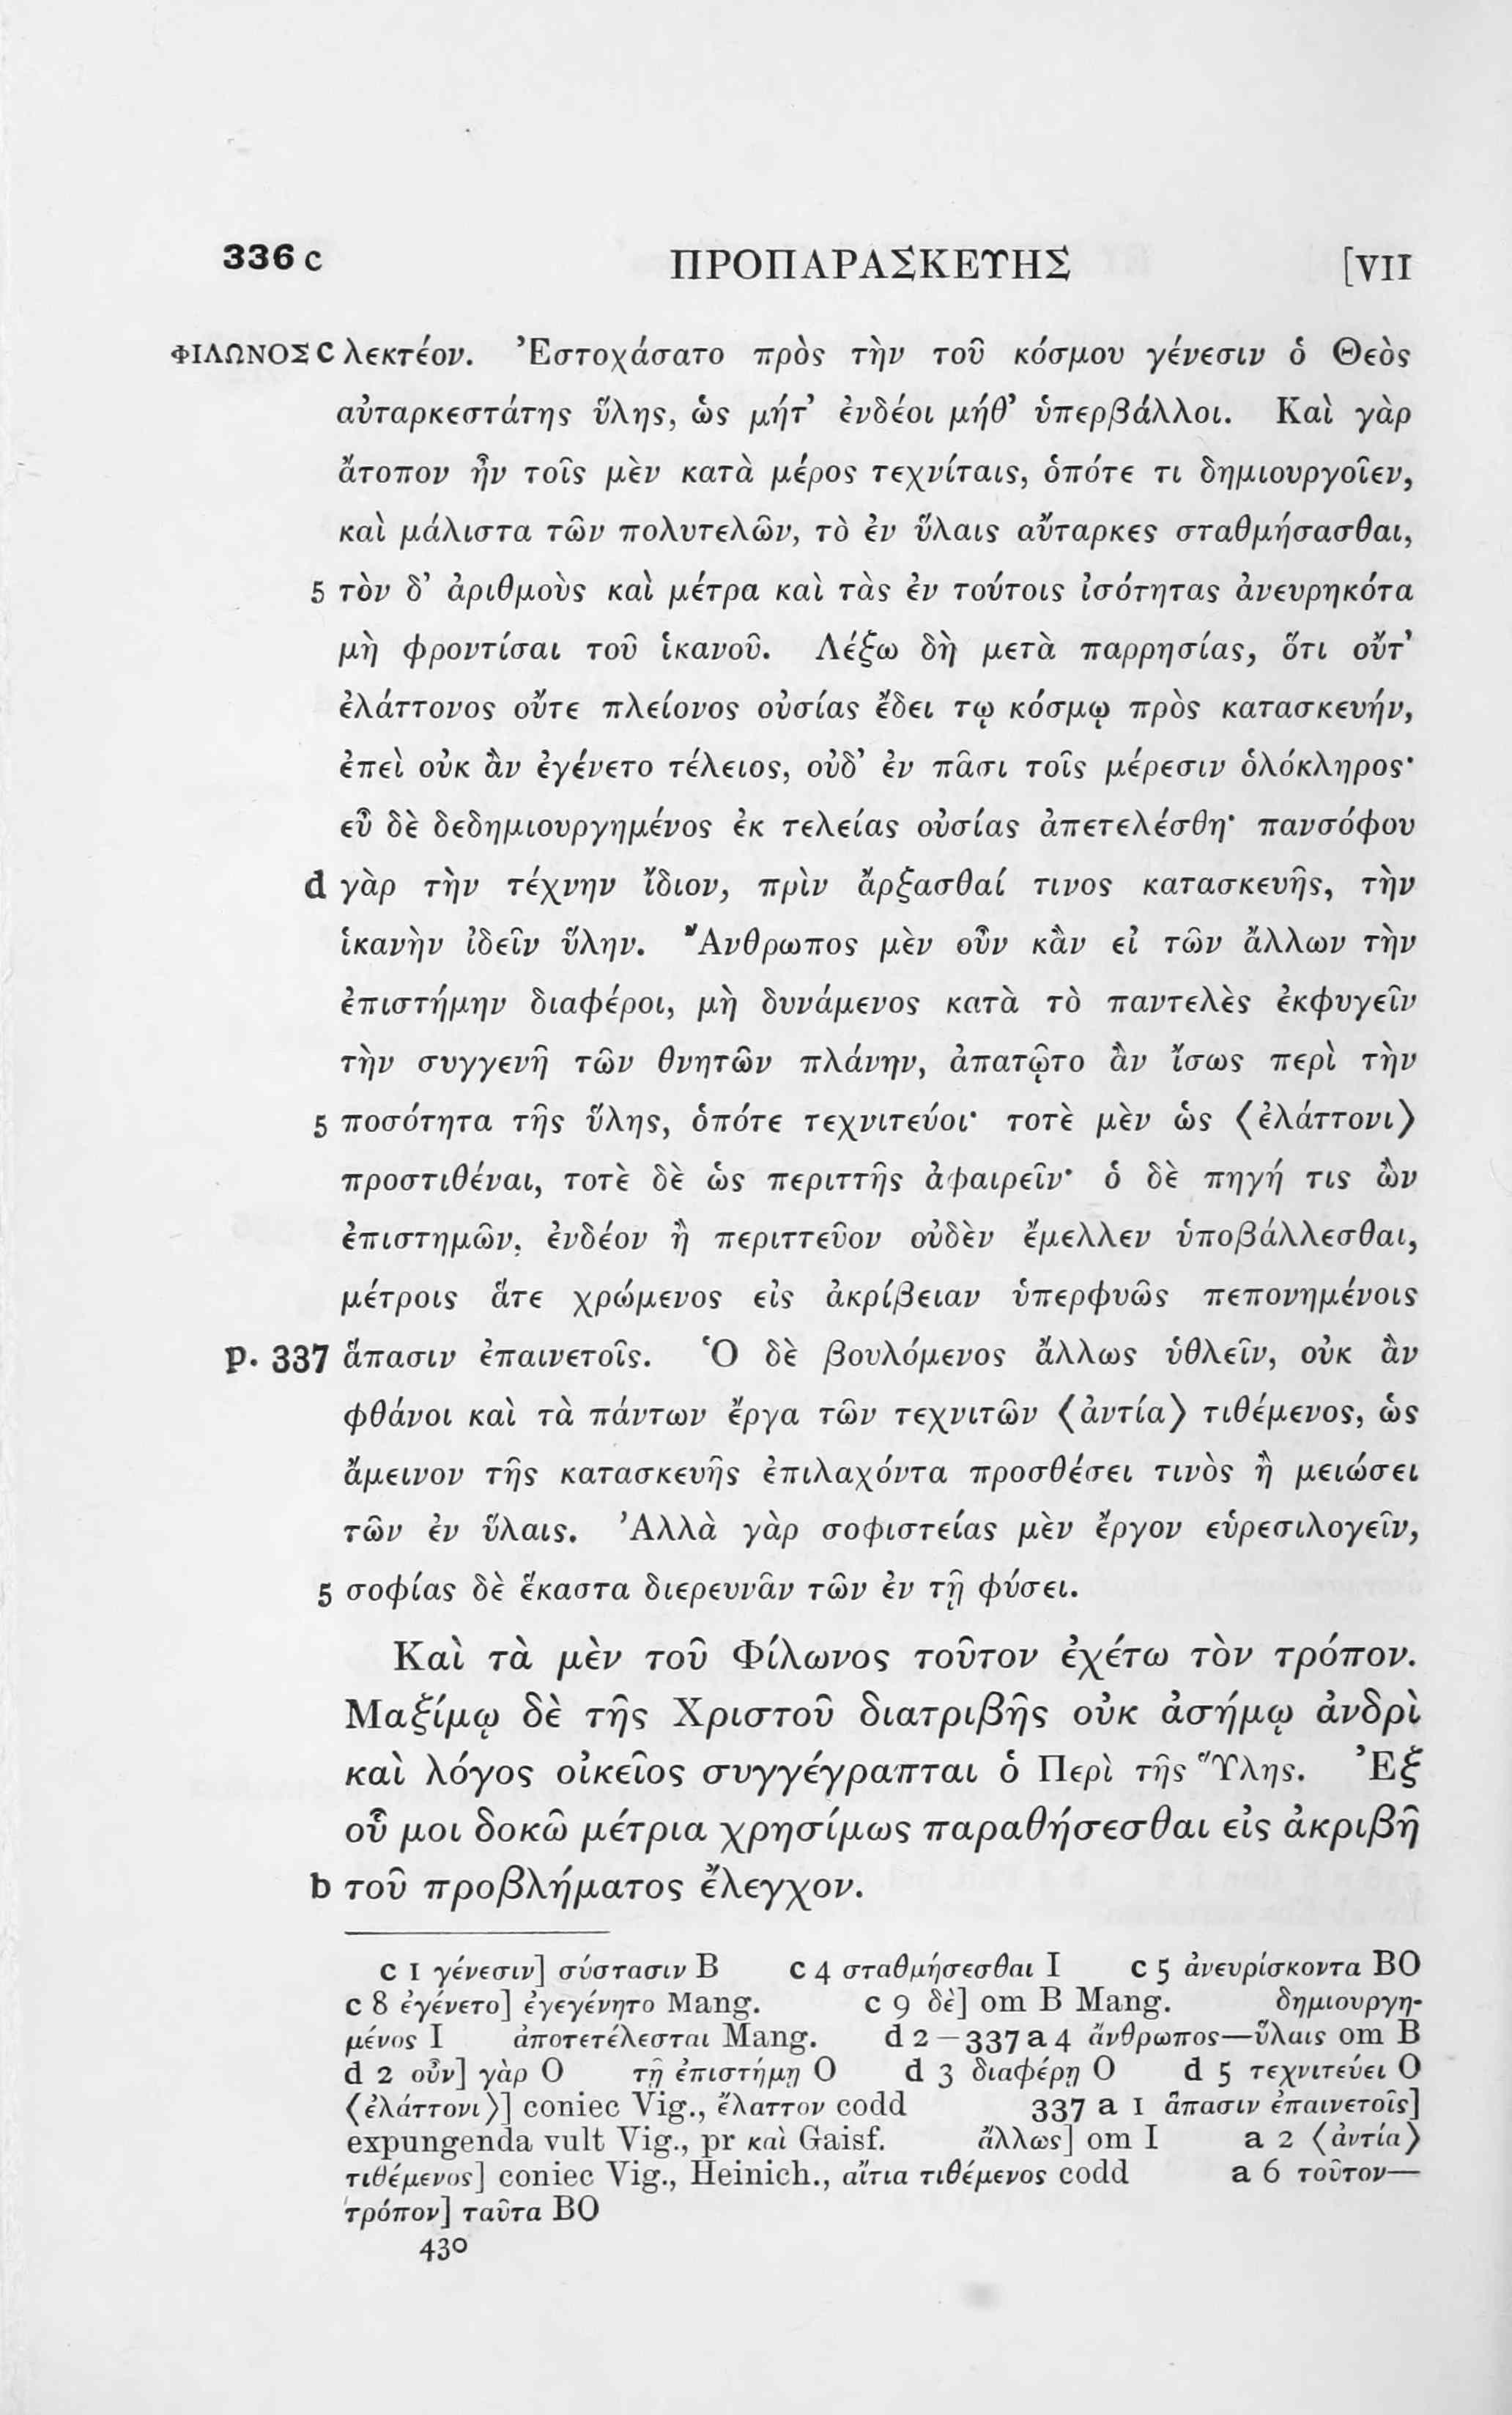 336 c ΠΡΟΠΑΡΑΣΚΕΥΗΣ [VII
ΦΙΛΩΝΟΣ c λεκτέον. Ἐστοχάσατο πρὸς τὴν τοῦ κόσμου γένεσιν ὁ Θεὸς
αὐταρκεστάτης ὕλης, ὡς μήτ’ ἐνδέοι μήθ’ ὑπερβάλλοι. Καὶ γὰρ
ἄτοπον ἦν τοῖς μὲν κατὰ μέρος τεχνίταις, ὁπότε τι δημιουργοῖεν,
καὶ μάλιστα τῶν πολυτελῶν, τὸ ἐν ὕλαις αὔταρκες σταθμήσασθαι,
5 τὸν δ’ ἀριθμοὺς καὶ μέτρα καὶ τὰς ἐν τούτοις ἰσότητας ἀνευρηκότα
μὴ φροντίσαι τοῦ ἱκανοῦ. Λέξω δὴ μετὰ παρρησίας, ὅτι οὔτ’
ἐλάττονος οὔτε πλείονος οὐσίας ἔδει τῳ κόσμῳ πρὸς κατασκευήν,
ἐπεὶ οὐκ ἂν ἐγένετο τέλειος, οὐδ’ ἐν πᾶσι τοῖς μέρεσιν ὁλόκληρος·
εὖ δὲ δεδημιουργημένος ἐκ τελείας οὐσίας ἀπετελέσθη· πανσόφου
d γὰρ τὴν τέχνην ἴδιον, πρὶν ἄρξασθαί τινος κατασκευῆς, τὴν
ἱκανὴν ἰδεῖν ὕλην. Ἄνθρωπος μὲν οὖν κἂν εἰ τῶν ἄλλων τὴν
ἐπιστήμην διαφέροι, μὴ δυνάμενος κατὰ τὸ παντελὲς ἐκφυγεῖν
τὴν συγγενῆ τῶν θνητῶν πλάνην, ἀπατῷτο ἂν ἴσως περὶ τὴν
5 ποσότητα τῆς ὕλης, ὁπότε τεχνιτεύοι· τοτὲ μὲν ὡς ⟨ἐλάττονι⟩
προστιθέναι, τοτὲ δὲ ὡς περιττῆς ἀφαιρεῖν· ὁ δὲ πηγή τις ὢν
ἐπιστημῶν, ἐνδέον ἢ περιττεῦον οὐδὲν ἔμελλεν ὑποβάλλεσθαι,
μέτροις ἅτε χρώμενος εἰς ἀκρίβειαν ὑπερφυῶς πεπονημένοις
p. 337 ἅπασιν ἐπαινετοῖς. Ὁ δὲ βουλόμενος ἄλλως ὑθλεῖν, οὐκ ἂν
φθάνοι καὶ τὰ πάντων ἔργα τῶν τεχνιτῶν ⟨ἀντία⟩ τιθέμενος, ὡς
ἄμεινον τῆς κατασκευῆς ἐπιλαχόντα προσθέσει τινὸς ἢ μειώσει
τῶν ἐν ὕλαις. Ἀλλὰ γὰρ σοφιστείας μὲν ἔργον εὑρεσιλογεῖν,
5 σοφίας δὲ ἕκαστα διερευνᾶν τῶν ἐν τῇ φύσει.
Καὶ τὰ μὲν τοῦ Φίλωνος τοῦτον ἐχέτω τὸν τρόπον.
Μαξίμῳ δὲ τῆς Χριστοῦ διατριβῆς οὐκ ἀσήμῳ ἀνδρὶ
καὶ λόγος οἰκεῖος συγγέγραπται ὁ Περὶ τῆς Ὕλης. Ἐξ
οὗ μοι δοκῶ μέτρια χρησίμως παραθήσεσθαι εἰς ἀκριβῆ
b τοῦ προβλήματος ἔλεγχον.
c 1 γένεσιν] σύστασιν B c 4 σταθμήσεσθαι I c 5 ἀνευρίσκοντα BO
c 8 ἐγένετο] ἐγεγένητο Mang. c 9 δὲ] om B Mang. δημιουργη-
μένος I ἀποτετέλεσται Mang. d 2—337 a 4 ἄνθρωπος—ὕλαις om B
d 2 οὖν] γὰρ O τῇ ἐπιστήμῃ O d 3 διαφέρῃ O d 5 τεχνιτεύει O
⟨ἐλάττονι⟩] coniec Vig., ἔλαττον codd 337 a 1 ἅπασιν ἐπαινετοῖς]
expungenda vult Vig., pr καὶ Gaisf. ἄλλως] om I a 2 ⟨ἀντία⟩
τιθέμενος] coniec Vig., Heinich., αἴτια τιθέμενος codd a 6 τοῦτον—
τρόπον] ταῦτα BO
430